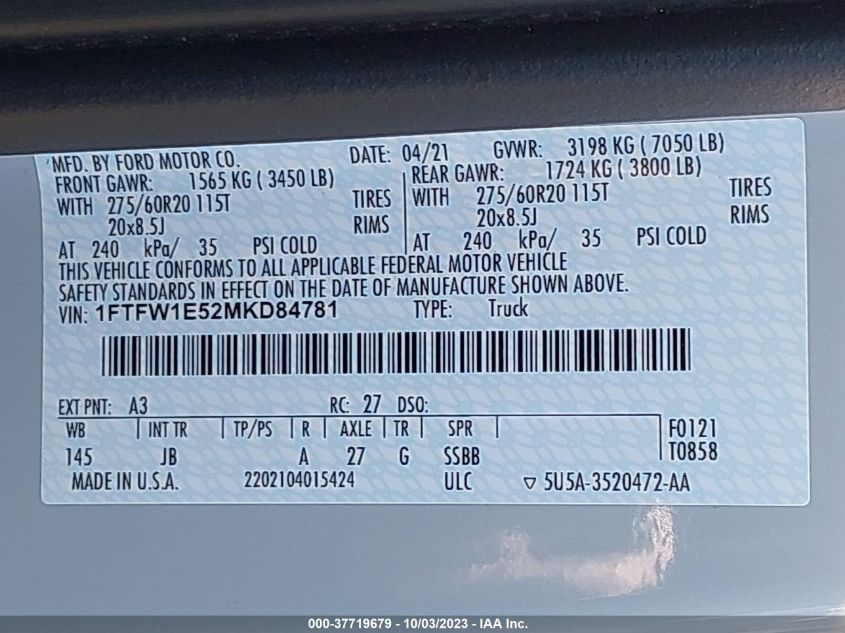 MFD. BY FORD MOTOR CO. DATE: 04/21 GVWR: 3198 KG ( 7050 LB)
FRONT GAWR: 1565 KG ( 3450 LB) REAR GAWR: 1724 KG ( 3800 LB)
WITH 275/60R20 115T TIRES WITH 275/60R20 115T TIRES
20x8.5J RIMS 20x8.5J RIMS
AT 240 kPa/ 35 PSI COLD AT 240 kPa/ 35 PSI COLD
THIS VEHICLE CONFORMS TO ALL APPLICABLE FEDERAL MOTOR VEHICLE
SAFETY STANDARDS IN EFFECT ON THE DATE OF MANUFACTURE SHOWN ABOVE.
VIN: 1FTFW1E52MKD84781 TYPE: Truck
EXT PNT: A3 RC: 27 DSO:
WB INT TR TP/PS R AXLE TR SPR F0121
145 JB A 27 G SSBB T0858
MADE IN U.S.A. 2202104015424 ULC ▽ 5U5A-3520472-AA
000-37719679 - 10/03/2023 - IAA Inc.